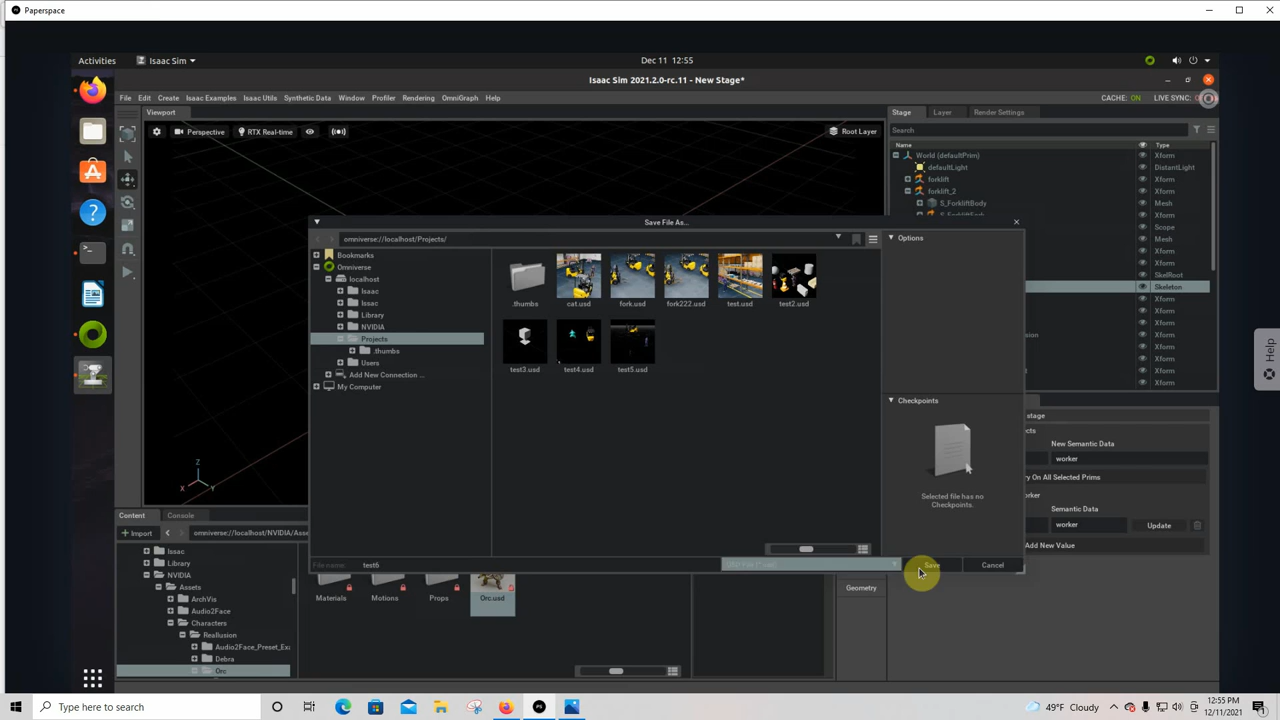 Paperspace
Activities
Isaac Sim
Dec 11 12:55
Isaac Sim 2021.2.0-rc.11 - New Stage*
File Edit Create Isaac Examples Isaac Utils Synthetic Data Window Profiler Rendering OmniGraph Help
CACHE: ON LIVE SYNC:
Viewport
Stage Layer Render Settings
Perspective RTX Real-time Root Layer
Search
Name Type
World (defaultPrim) Xform
defaultLight DistantLight
forklift Xform
forklift_2 Xform
S_ForkliftBody Mesh
S_ForkliftFork Xform
Scope
Mesh
Xform
Xform
SkelRoot
Skeleton
Xform
Xform
Xform
Xform
Xform
Xform
Xform
Xform
Save File As...
omniverse://localhost/Projects/
Options
Bookmarks
Omniverse
localhost
Isaac
Issac
Library
NVIDIA
Projects
.thumbs
Users
Add New Connection ...
My Computer
.thumbs cat.usd fork.usd fork222.usd test.usd test2.usd
test3.usd test4.usd test5.usd
Checkpoints
Selected file has no
Checkpoints.
File name: test6
Save Cancel
stage
New Semantic Data
worker
y On All Selected Prims
Semantic Data
worker Update
Add New Value
Geometry
Z
X
Y
Content Console
Import omniverse://localhost/NVIDIA/Asse
Issac
Library
NVIDIA
Assets
ArchVis
Audio2Face
Characters
Reallusion
Audio2Face_Preset_Exa
Debra
Orc
Materials Motions Props Orc.usd
Help
Type here to search
49°F Cloudy
12:55 PM
12/11/2021